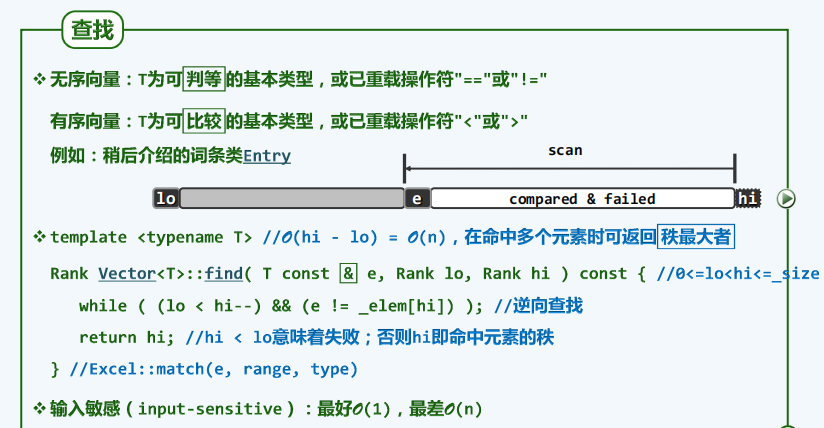 查找
❖ 无序向量：T为可判等的基本类型，或已重载操作符"=="或"!="
有序向量：T为可比较的基本类型，或已重载操作符"<"或">"
例如：稍后介绍的词条类Entry
scan
lo e compared & failed hi
❖ template <typename T> //O(hi - lo) = O(n)，在命中多个元素时可返回秩最大者
Rank Vector<T>::find( T const & e, Rank lo, Rank hi ) const { //0<=lo<hi<=_size
while ( (lo < hi--) && (e != _elem[hi]) ); //逆向查找
return hi; //hi < lo意味着失败；否则hi即命中元素的秩
} //Excel::match(e, range, type)
❖ 输入敏感（input-sensitive）：最好O(1)，最差O(n)